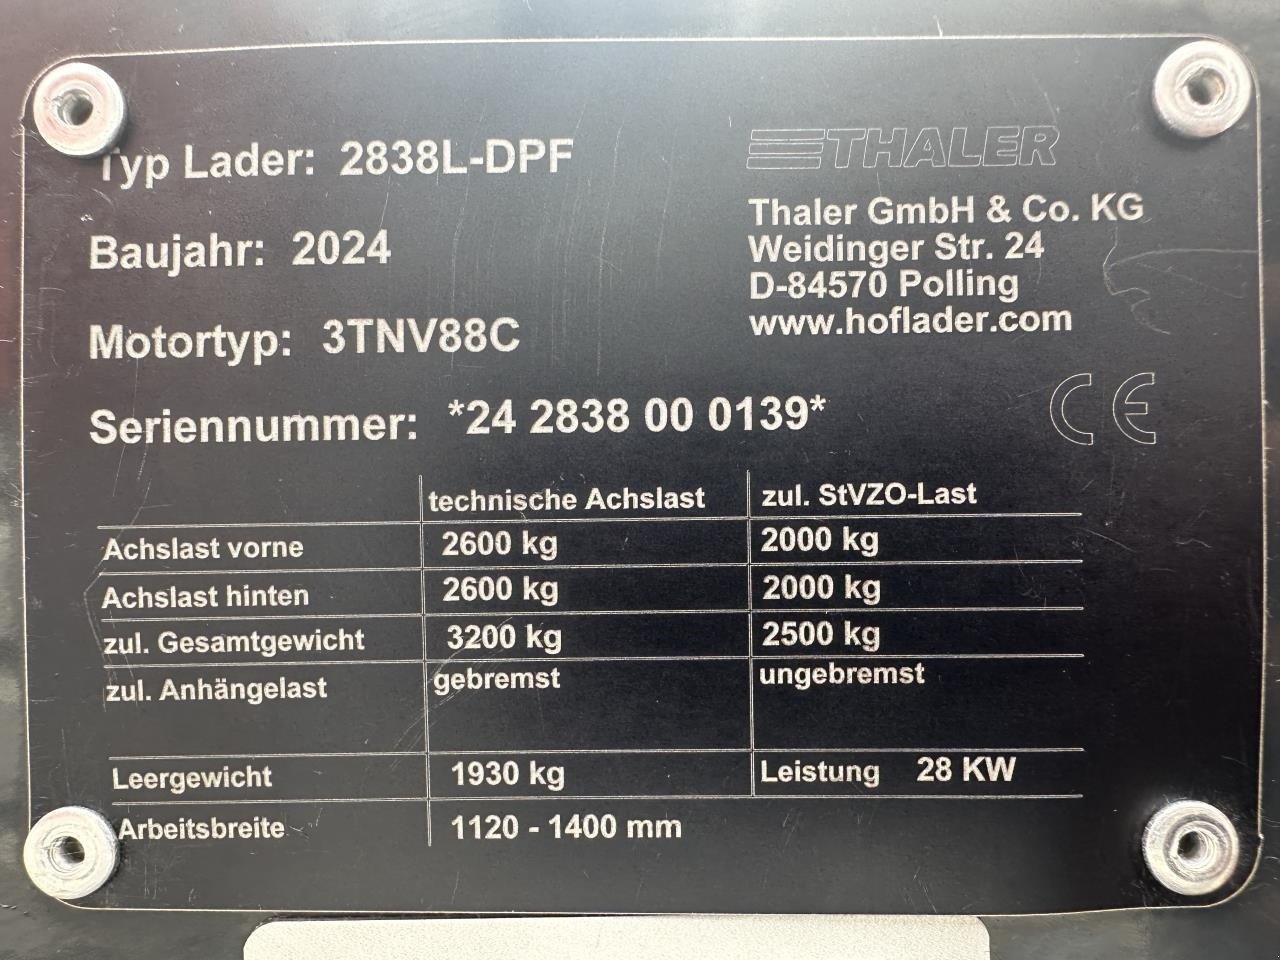 Typ Lader: 2838L-DPF
Baujahr: 2024
Motortyp: 3TNV88C
Seriennummer: *24 2838 00 0139*
THALER
Thaler GmbH & Co. KG
Weidinger Str. 24
D-84570 Polling
www.hoflader.com
CE
technische Achslast zul. StVZO-Last
Achslast vorne 2600 kg 2000 kg
Achslast hinten 2600 kg 2000 kg
zul. Gesamtgewicht 3200 kg 2500 kg
zul. Anhängelast gebremst ungebremst
Leergewicht 1930 kg Leistung 28 KW
Arbeitsbreite 1120 - 1400 mm